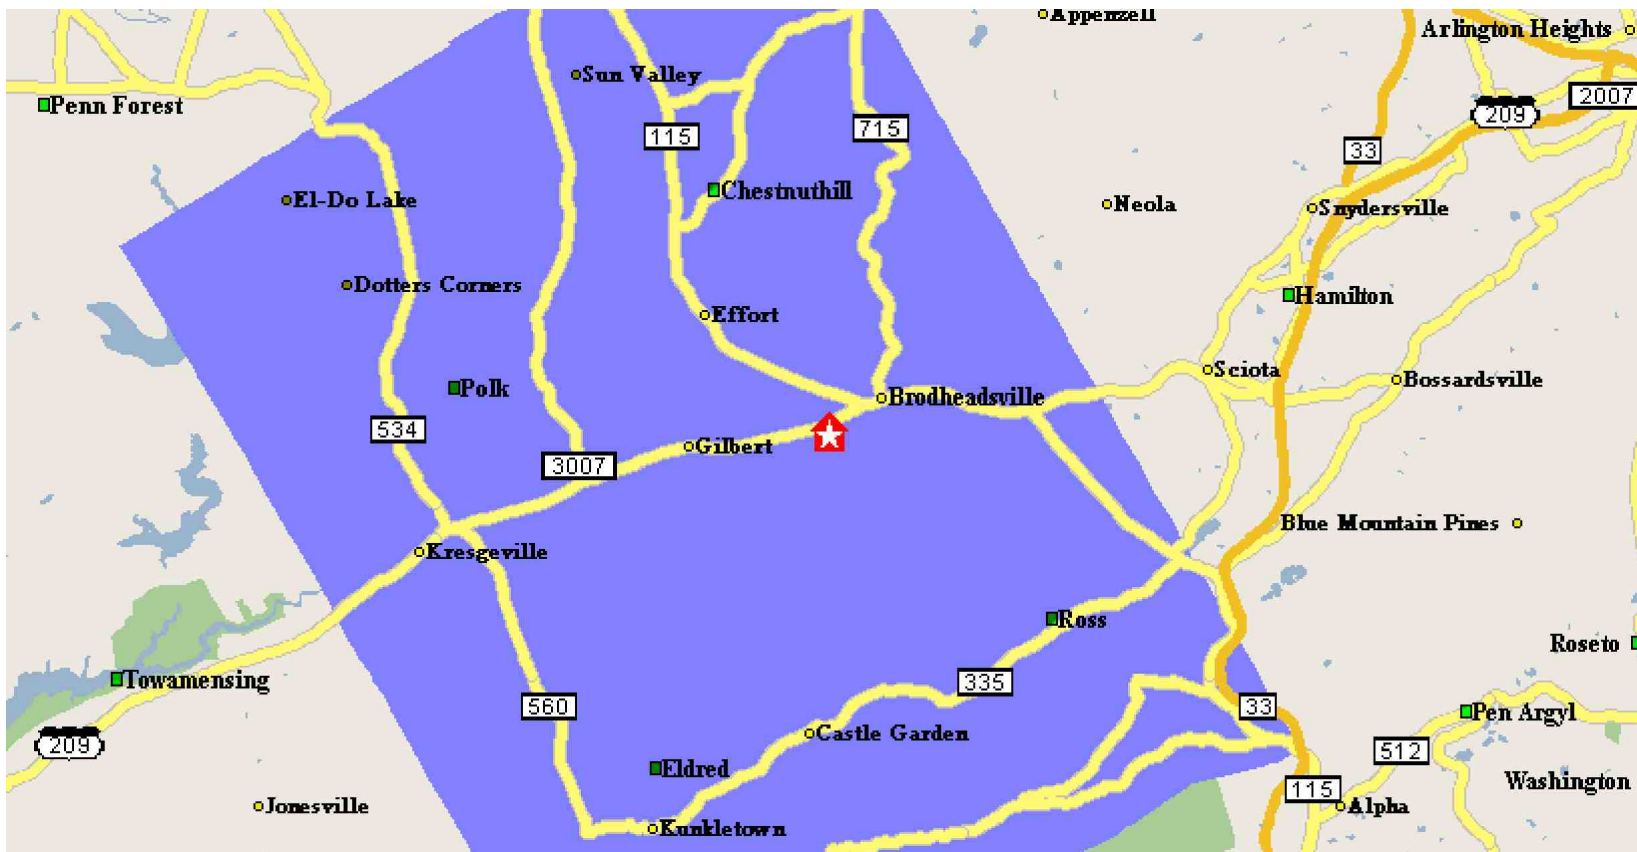 Appenzell
Arlington Heights
Sun Valley
Penn Forest
2007
209
115
715
33
Chestnuthill
El-Do Lake
Neola
Snydersville
Dotters Corners
Hamilton
Effort
Sciota
Polk
Brodheadsville
Bossardsville
534
Gilbert
3007
Blue Mountain Pines
Kresgeville
Ross
Roseto
Towamensing
335
560
33
Pen Argyl
Castle Garden
209
512
Eldred
Washington
115
Jonesville
Alpha
Kunkletown